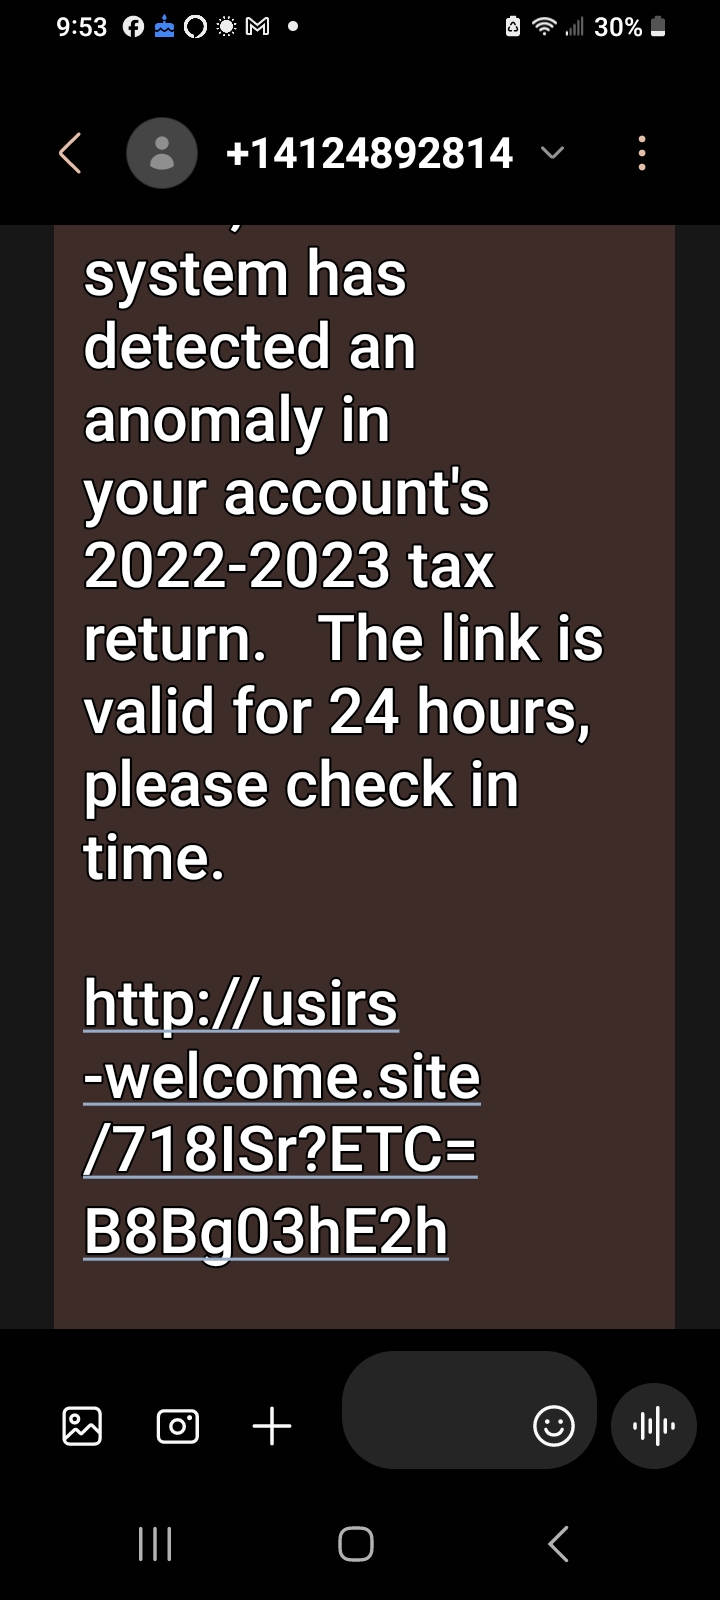 9:53
30%
+14124892814
system has
detected an
anomaly in
your account's
2022-2023 tax
return.   The link is
valid for 24 hours,
please check in
time.
http://usirs
-welcome.site
/718ISr?ETC=
B8Bg03hE2h